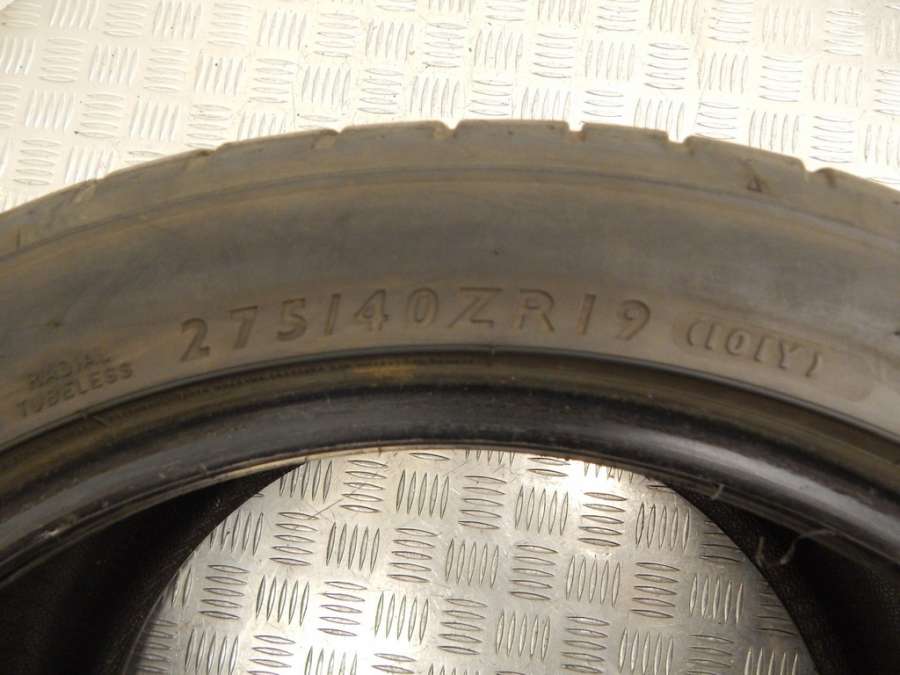 RADIAL
TUBELESS
275/40ZR19 (101Y)